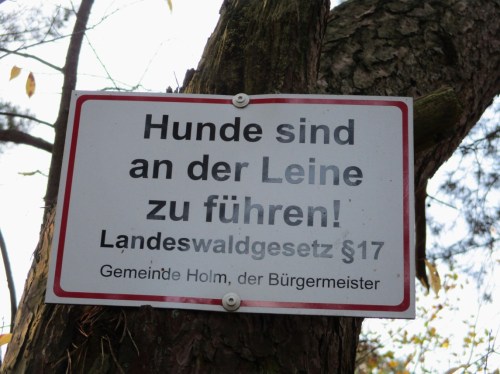 Hunde sind
an der Leine
zu führen!
Landeswaldgesetz §17
Gemeinde Holm, der Bürgermeister